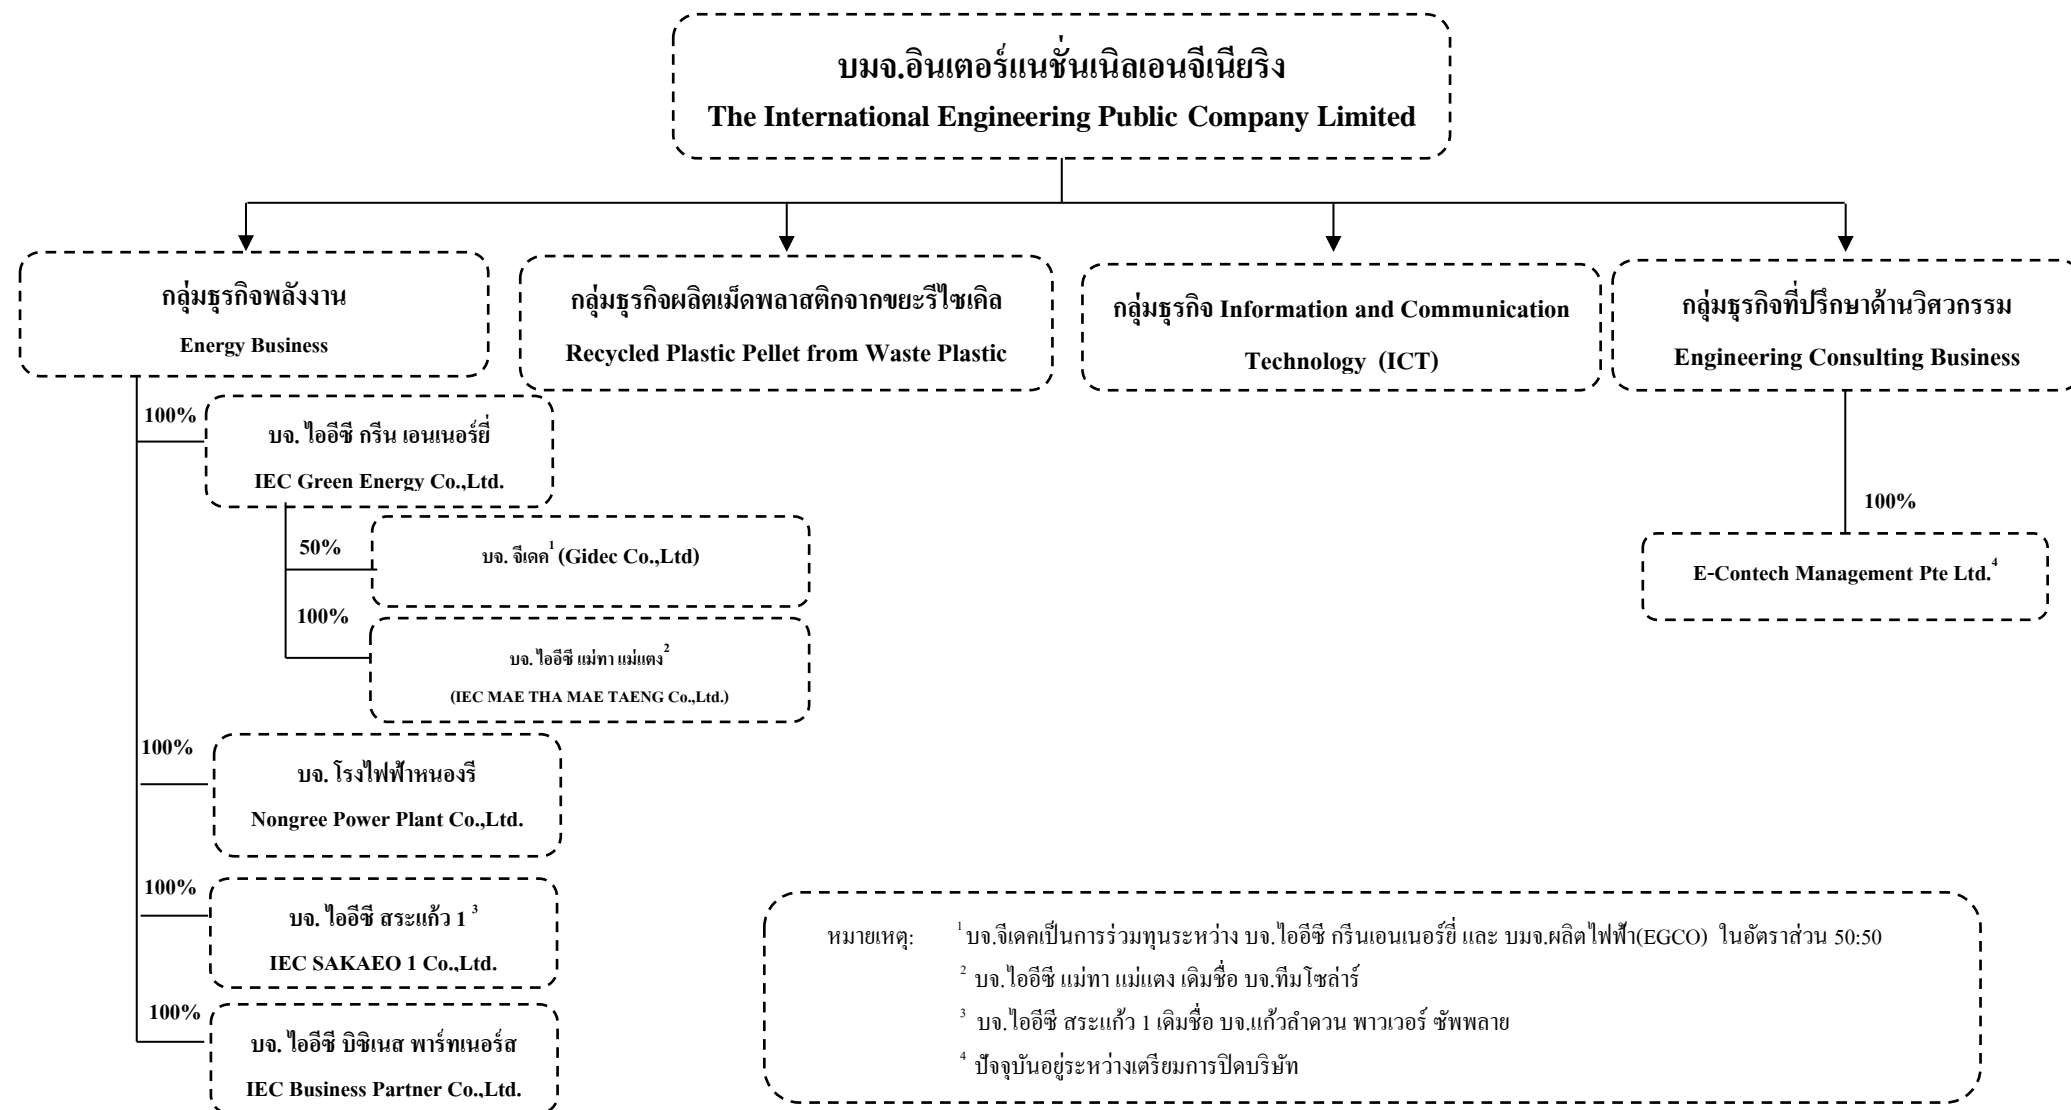 บมจ.อินเตอร์แนชั่นเนิลเอนจีเนียริง
The International Engineering Public Company Limited
กลุ่มธุรกิจพลังงาน
Energy Business
กลุ่มธุรกิจผลิตเม็ดพลาสติกจากขยะรีไซเคิล
Recycled Plastic Pellet from Waste Plastic
กลุ่มธุรกิจ Information and Communication
Technology (ICT)
กลุ่มธุรกิจที่ปรึกษาด้านวิศวกรรม
Engineering Consulting Business
100%
บจ. ไออีซี กรีน เอนเนอร์ยี่
IEC Green Energy Co.,Ltd.
50%
บจ. จีเดค¹ (Gidec Co.,Ltd)
100%
บจ. ไออีซี แม่ทา แม่แตง²
(IEC MAE THA MAE TAENG Co.,Ltd.)
100%
บจ. โรงไฟฟ้าหนองรี
Nongree Power Plant Co.,Ltd.
100%
บจ. ไออีซี สระแก้ว 1 ³
IEC SAKAEO 1 Co.,Ltd.
100%
บจ. ไออีซี บิซิเนส พาร์ทเนอร์ส
IEC Business Partner Co.,Ltd.
100%
E-Contech Management Pte Ltd.⁴
หมายเหตุ: ¹ บจ.จีเดคเป็นการร่วมทุนระหว่าง บจ.ไออีซี กรีนเอนเนอร์ยี่ และ บมจ.ผลิตไฟฟ้า(EGCO) ในอัตราส่วน 50:50
² บจ.ไออีซี แม่ทา แม่แตง เดิมชื่อ บจ.ทีมโซล่าร์
³ บจ.ไออีซี สระแก้ว 1 เดิมชื่อ บจ.แก้วลำดวน พาวเวอร์ ซัพพลาย
⁴ ปัจจุบันอยู่ระหว่างเตรียมการปิดบริษัท